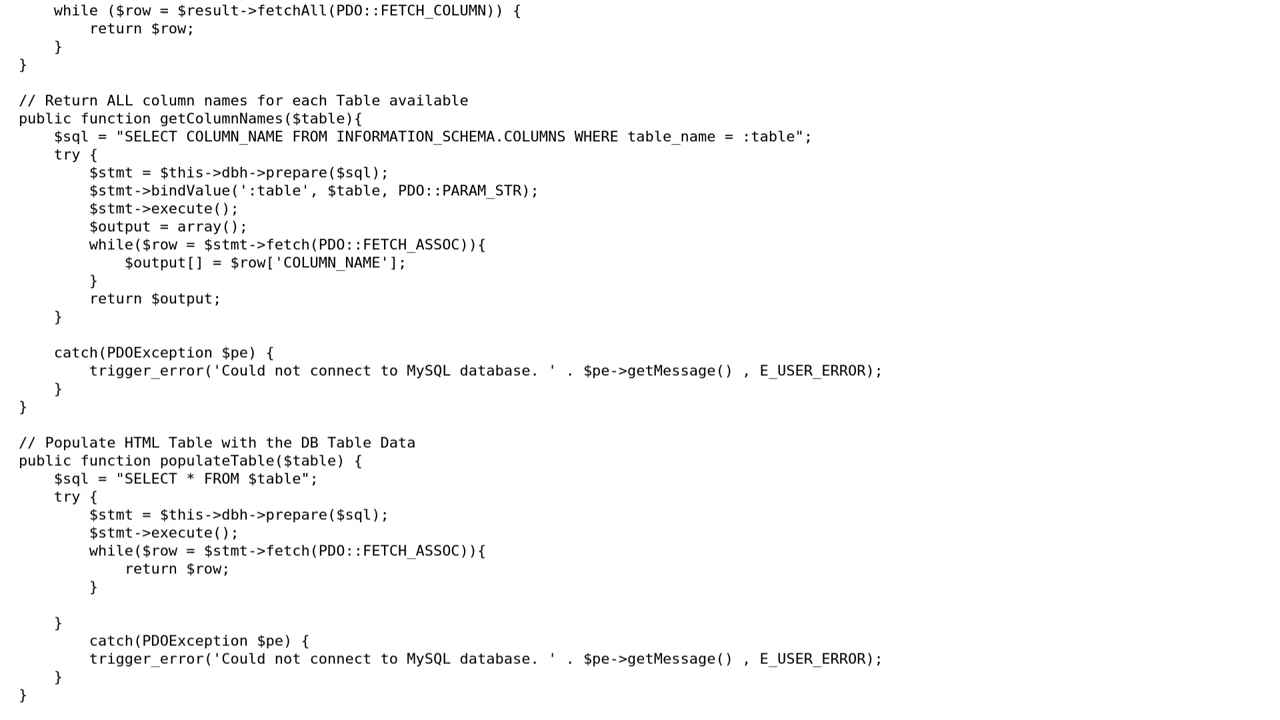 while ($row = $result->fetchAll(PDO::FETCH_COLUMN)) {
return $row;
}
}
// Return ALL column names for each Table available
public function getColumnNames($table){
$sql = "SELECT COLUMN_NAME FROM INFORMATION_SCHEMA.COLUMNS WHERE table_name = :table";
try {
$stmt = $this->dbh->prepare($sql);
$stmt->bindValue(':table', $table, PDO::PARAM_STR);
$stmt->execute();
$output = array();
while($row = $stmt->fetch(PDO::FETCH_ASSOC)){
$output[] = $row['COLUMN_NAME'];
}
return $output;
}
catch(PDOException $pe) {
trigger_error('Could not connect to MySQL database. ' . $pe->getMessage() , E_USER_ERROR);
}
}
// Populate HTML Table with the DB Table Data
public function populateTable($table) {
$sql = "SELECT * FROM $table";
try {
$stmt = $this->dbh->prepare($sql);
$stmt->execute();
while($row = $stmt->fetch(PDO::FETCH_ASSOC)){
return $row;
}
}
catch(PDOException $pe) {
trigger_error('Could not connect to MySQL database. ' . $pe->getMessage() , E_USER_ERROR);
}
}